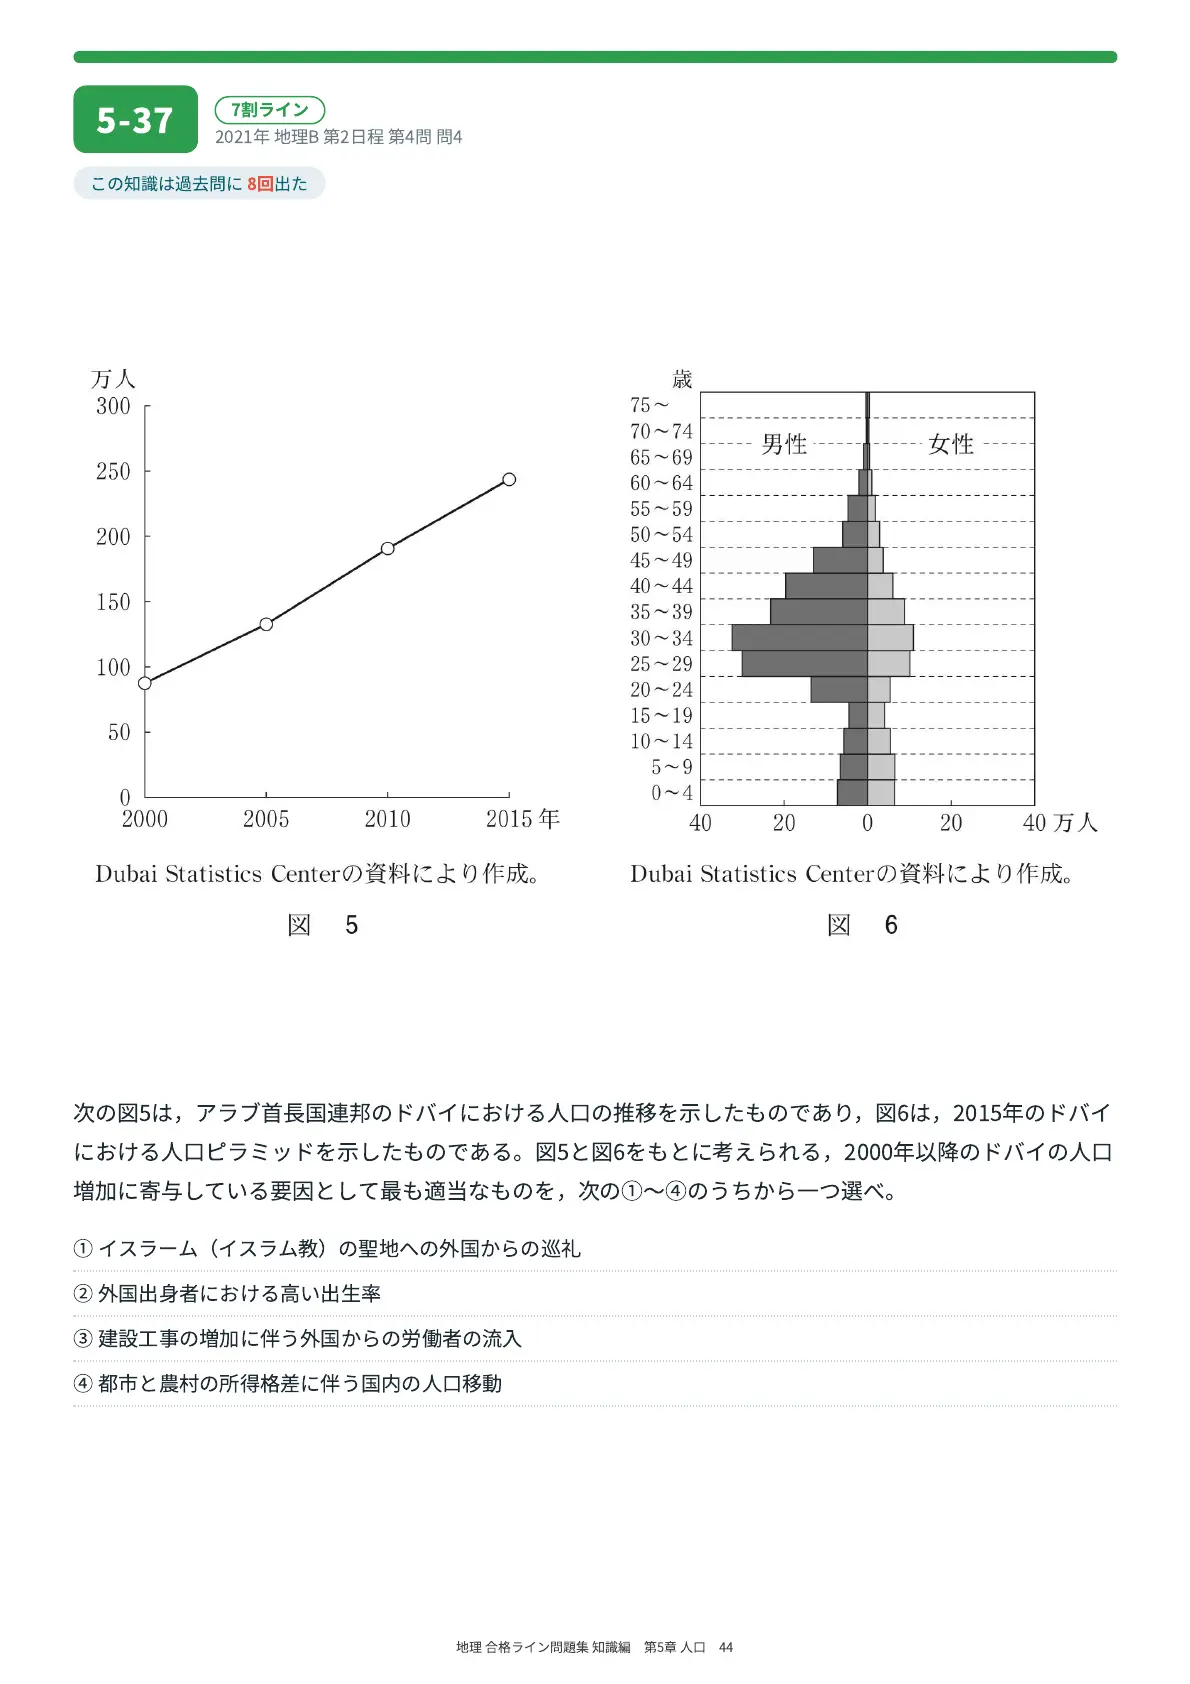 5-37
7割ライン
2021年 地理B 第2日程 第4問 問4
この知識は過去問に 8回出た
万人
300
250
200
150
100
50
0
2000 2005 2010 2015 年
Dubai Statistics Centerの資料により作成。
図 5
歳
75～
70～74
65～69
60～64
55～59
50～54
45～49
40～44
35～39
30～34
25～29
20～24
15～19
10～14
5～9
0～4
男性 女性
40 20 0 20 40 万人
Dubai Statistics Centerの資料により作成。
図 6
次の図5は，アラブ首長国連邦のドバイにおける人口の推移を示したものであり，図6は，2015年のドバイ
における人口ピラミッドを示したものである。図5と図6をもとに考えられる，2000年以降のドバイの人口
増加に寄与している要因として最も適当なものを，次の①～④のうちから一つ選べ。
① イスラーム（イスラム教）の聖地への外国からの巡礼
② 外国出身者における高い出生率
③ 建設工事の増加に伴う外国からの労働者の流入
④ 都市と農村の所得格差に伴う国内の人口移動
地理 合格ライン問題集 知識編 第5章 人口 44